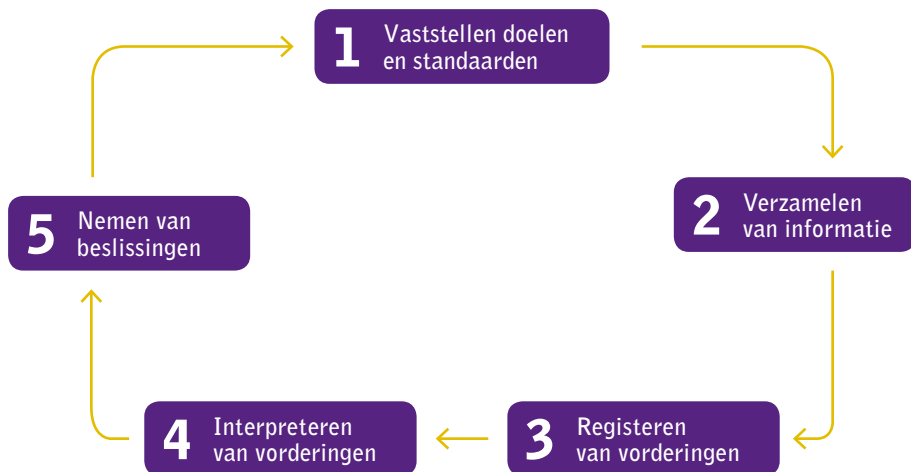 1 Vaststellen doelen
en standaarden
2 Verzamelen
van informatie
3 Registeren
van vorderingen
4 Interpreteren
van vorderingen
5 Nemen van
beslissingen